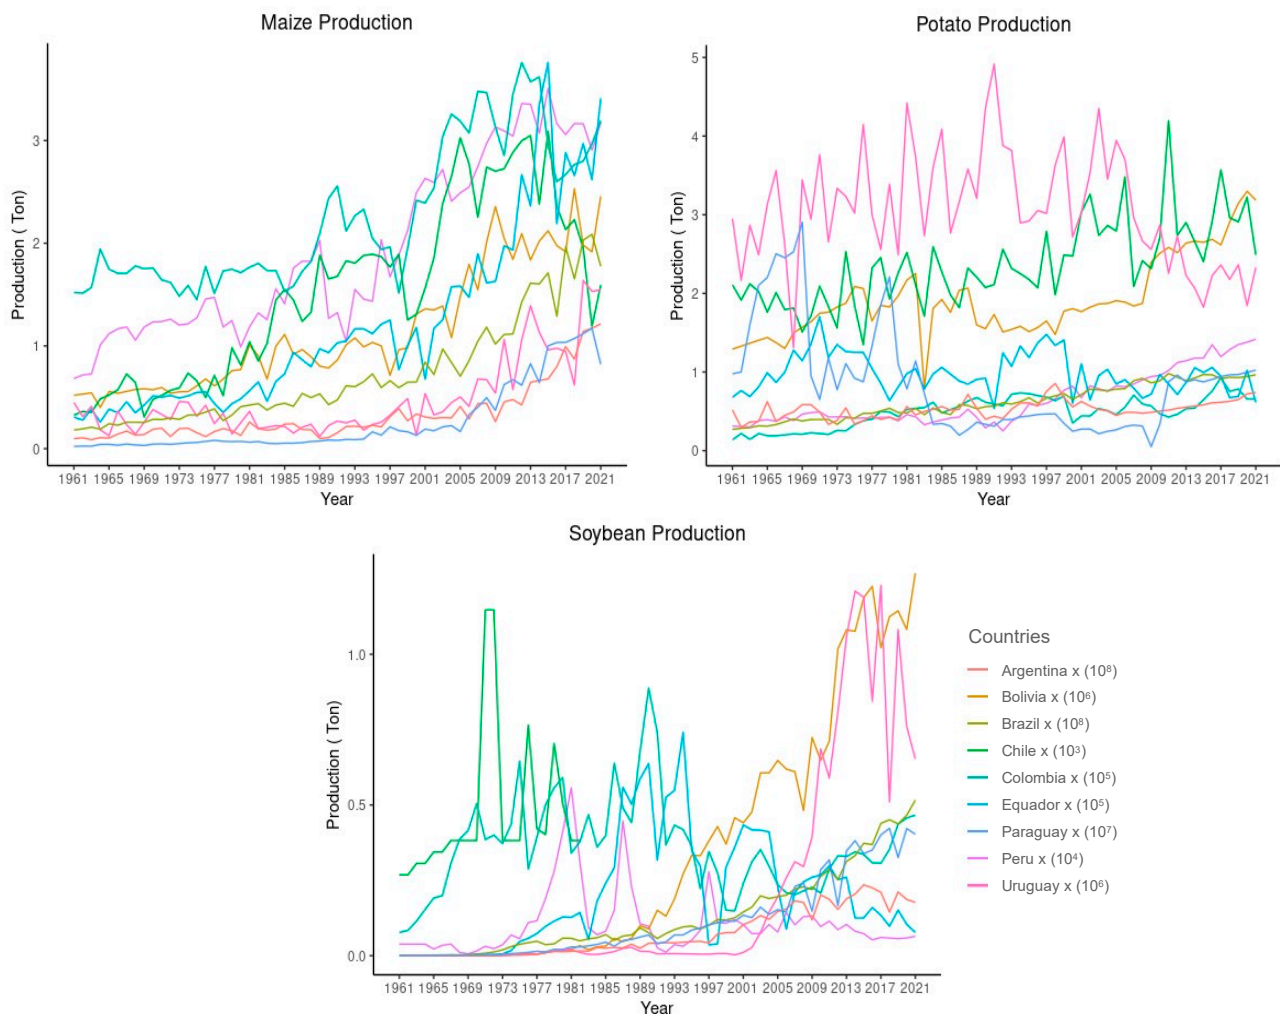 Maize Production
Production ( Ton)
3
2
1
0
1961 1965 1969 1973 1977 1981 1985 1989 1993 1997 2001 2005 2009 2013 2017 2021
Year
Potato Production
Production ( Ton)
5
4
3
2
1
0
1961 1965 1969 1973 1977 1981 1985 1989 1993 1997 2001 2005 2009 2013 2017 2021
Year
Soybean Production
Production ( Ton)
1.0
0.5
0.0
1961 1965 1969 1973 1977 1981 1985 1989 1993 1997 2001 2005 2009 2013 2017 2021
Year
Countries
Argentina x (10⁸)
Bolivia x (10⁶)
Brazil x (10⁸)
Chile x (10³)
Colombia x (10⁵)
Equador x (10⁵)
Paraguay x (10⁷)
Peru x (10⁴)
Uruguay x (10⁶)